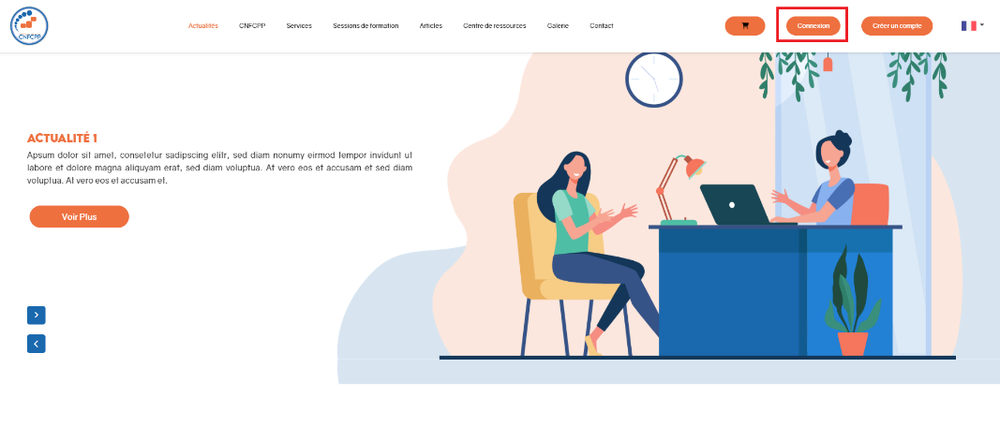 CNFCPP
Actualités CNFCPP Services Sessions de formation Articles Centre de ressources Galerie Contact Connexion Créer un compte
ACTUALITÉ 1
Apsum dolor sit amet, consetetur sadipscing elitr, sed diam nonumy eirmod tempor invidunt ut
labore et dolore magna aliquyam erat, sed diam voluptua. At vero eos et accusam et sed diam
voluptua. At vero eos et accusam et.
Voir Plus